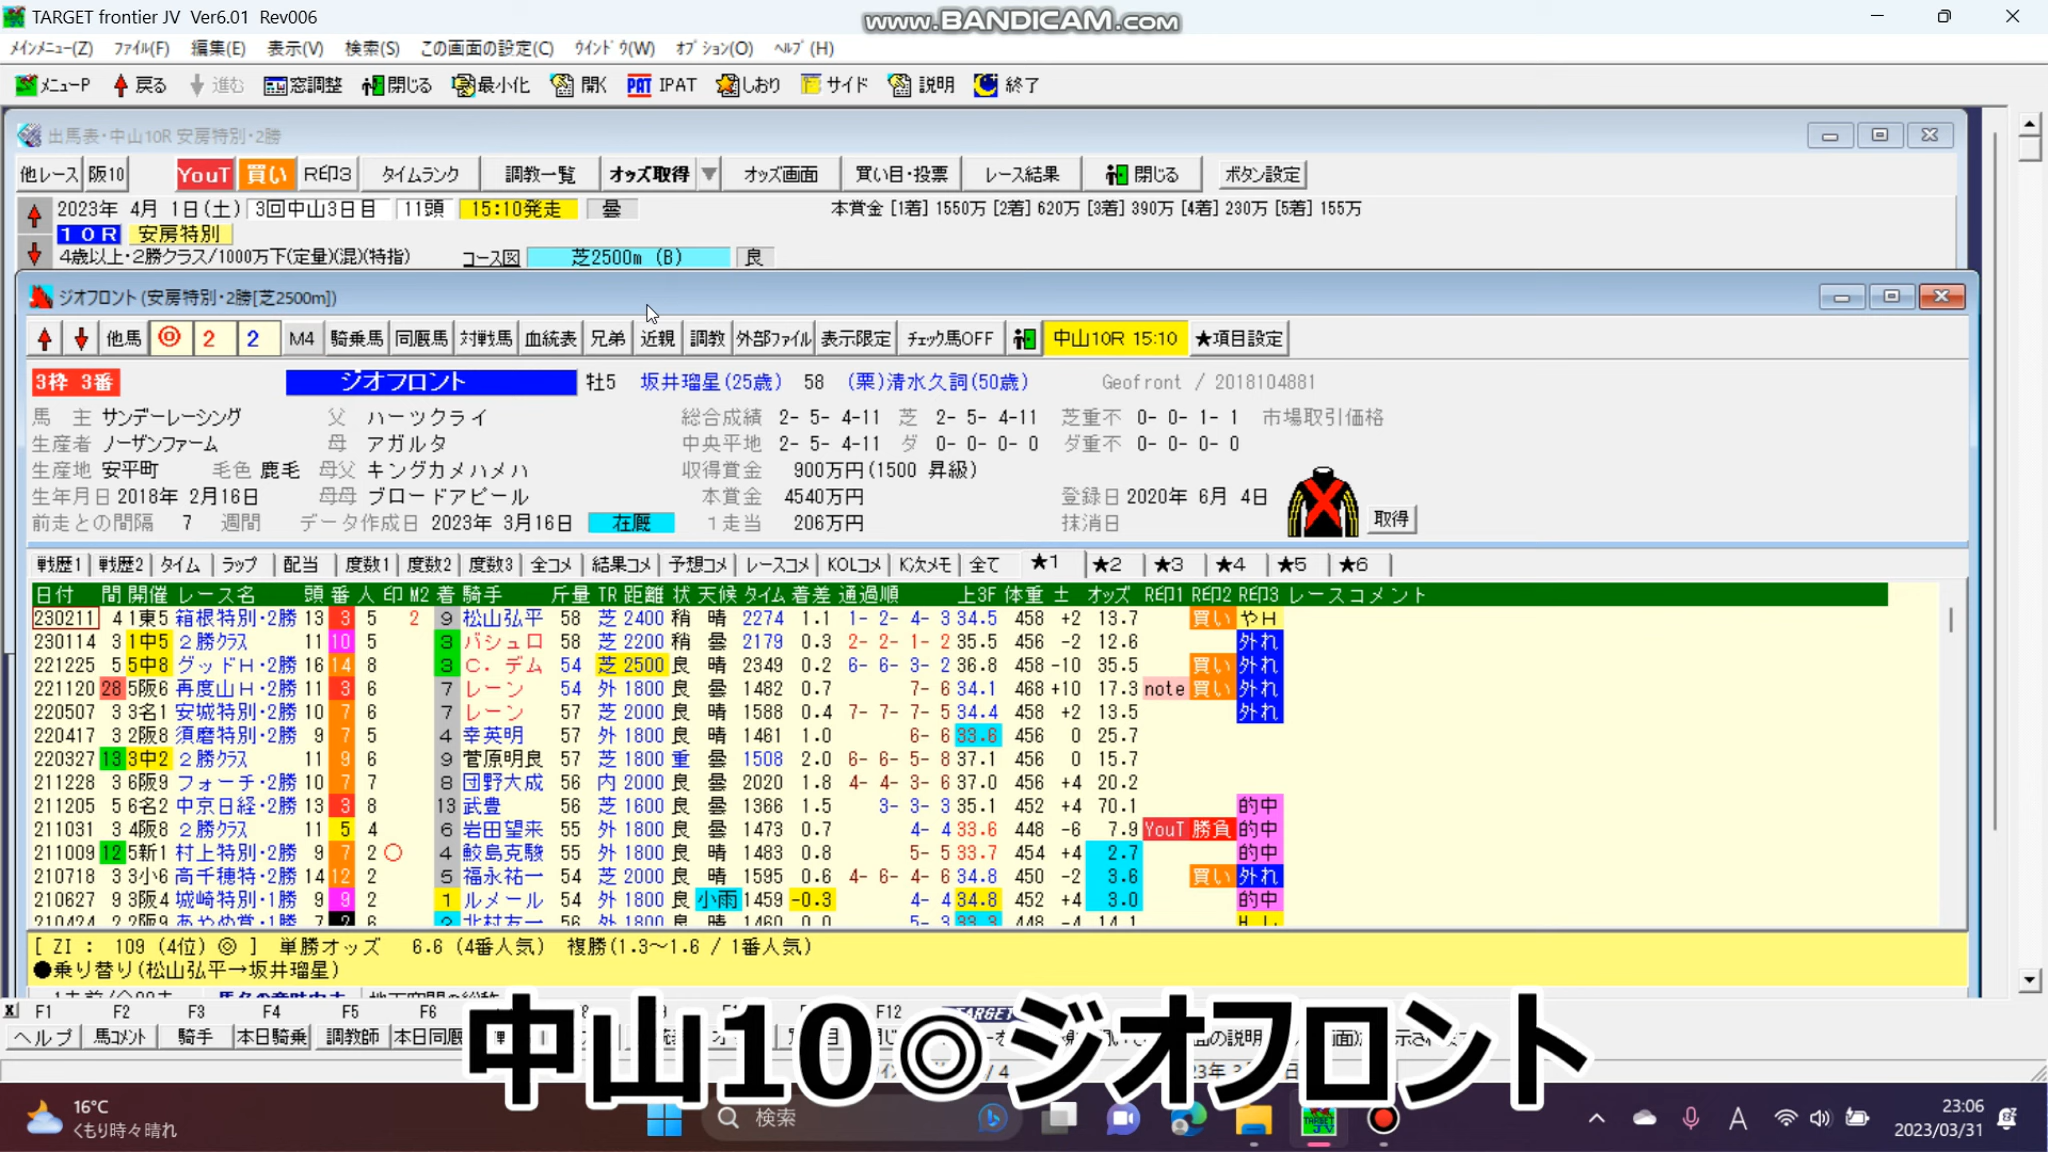 TARGET frontier JV Ver6.01 Rev006
www.BANDICAM.com
メインメニュー(Z) ファイル(F) 編集(E) 表示(V) 検索(S) この画面の設定(C) ウインドウ(W) オプション(O) ヘルプ(H)
メニューP 戻る 進む 窓調整 閉じる 最小化 開く PAT IPAT しおり サイド 説明 終了
出馬表・中山10R 安房特別・2勝
他レース 阪10 YouT 買い R印3 タイムランク 調教一覧 オッズ取得 オッズ画面 買い目・投票 レース結果 閉じる ボタン設定
2023年 4月 1日(土) 3回中山3日目 11頭 15:10発走 曇 本賞金 [1着] 1550万 [2着] 620万 [3着] 390万 [4着] 230万 [5着] 155万
10R 安房特別
4歳以上・2勝クラス/1000万下(定量)(混)(特指) コース図 芝2500m (B) 良
ジオフロント (安房特別・2勝[芝2500m])
他馬 ◎ 2 2 M4 騎乗馬 同厩馬 対戦馬 血統表 兄弟 近親 調教 外部ファイル 表示限定 チェック馬OFF 中山10R 15:10 ★項目設定
3枠 3番 ジオフロント 牡5 坂井瑠星(25歳) 58 (栗)清水久詞(50歳) Geofront / 2018104881
馬 主 サンデーレーシング 父 ハーツクライ 総合成績 2- 5- 4-11 芝 2- 5- 4-11 芝重不 0- 0- 1- 1 市場取引価格
生産者 ノーザンファーム 母 アガルタ 中央平地 2- 5- 4-11 ダ 0- 0- 0- 0 ダ重不 0- 0- 0- 0
生産地 安平町 毛色 鹿毛 母父 キングカメハメハ 収得賞金 900万円(1500 昇級)
生年月日 2018年 2月16日 母母 ブロードアピール 本賞金 4540万円 登録日 2020年 6月 4日
前走との間隔 7 週間 データ作成日 2023年 3月16日 在厩 1走当 206万円 抹消日 取得
戦歴1 戦歴2 タイム ラップ 配当 度数1 度数2 度数3 全コメ 結果コメ 予想コメ レースコメ KOLコメ K次メモ 全て ★1 ★2 ★3 ★4 ★5 ★6
日付 間 開催 レース名 頭 番 人 印 M2 着 騎手 斤量 TR 距離 状 天候 タイム 着差 通過順 上3F 体重 ± オッズ R印1 R印2 R印3 レースコメント
230211 4 1東5 箱根特別・2勝 13 3 5 2 9 松山弘平 58 芝 2400 稍 晴 2274 1.1 1- 2- 4- 3 34.5 458 +2 13.7 買い やH
230114 3 1中5 2勝クラス 11 10 5 3 バシュロ 58 芝 2200 稍 晴 2179 0.3 2- 2- 1- 2 35.5 456 -2 12.6 外れ
221225 5 5中8 グッドH・2勝 16 14 8 3 C.デム 54 芝 2500 良 晴 2349 0.2 6- 6- 3- 2 36.8 458 -10 35.5 買い 外れ
221120 28 5阪6 再度山H・2勝 11 3 6 7 レーン 54 外 1800 良 曇 1482 0.7 7- 6 34.1 468 +10 17.3 note 買い 外れ
220507 3 3名1 安城特別・2勝 10 7 6 7 レーン 57 芝 2000 良 晴 1588 0.4 7- 7- 7- 5 34.4 458 +2 13.5 外れ
220417 3 2阪8 須磨特別・2勝 9 7 5 4 幸英明 57 外 1800 良 晴 1461 1.0 6- 6 33.6 456 0 25.7
220327 13 3中2 2勝クラス 11 9 6 9 菅原明良 57 芝 1800 重 曇 1508 2.0 6- 6- 5- 8 37.1 456 0 15.7
211228 3 6阪9 フォーチ・2勝 10 7 7 8 団野大成 56 内 2000 良 曇 2020 1.8 4- 4- 3- 6 37.0 456 +4 20.2
211205 5 6名2 中京日経・2勝 13 3 8 13 武豊 56 芝 1600 良 曇 1366 1.5 3- 3- 3 35.1 452 +4 70.1 的中
211031 3 4阪8 2勝クラス 11 5 4 6 岩田望来 55 外 1800 良 曇 1473 0.7 4- 4 33.6 448 -6 7.9 YouT 勝負 的中
211009 12 5新1 村上特別・2勝 9 7 2 ○ 4 鮫島克駿 55 外 1800 良 晴 1483 0.8 5- 5 33.7 454 +4 2.7 的中
210718 3 3小6 高千穂特・2勝 14 12 2 5 福永祐一 54 芝 2000 良 晴 1595 0.6 4- 6- 4- 6 34.8 450 -2 3.6 買い 外れ
210627 9 3阪4 城崎特別・1勝 9 9 2 1 ルメール 54 外 1800 良 小雨 1459 -0.3 4- 4 34.8 452 +4 3.0 的中
210424 2 2阪9 あやめ賞・1勝 7 2 6 2 北村友一 56 外 1800 良 晴 1460 0.0 5- 3 33.3 448 -4 14.1
[ ZI : 109 (4位) ◎ ] 単勝オッズ 6.6 (4番人気) 複勝(1.3〜1.6 / 1番人気)
●乗り替り(松山弘平→坂井瑠星)
X F1 F2 F3 F4 F5 F6 F12 TARGET
ヘルプ 馬コメント 騎手 本日騎乗 調教師 本日同厩
中山10◎ジオフロント
16°C
くもり時々晴れ
検索
A
23:06
2023/03/31